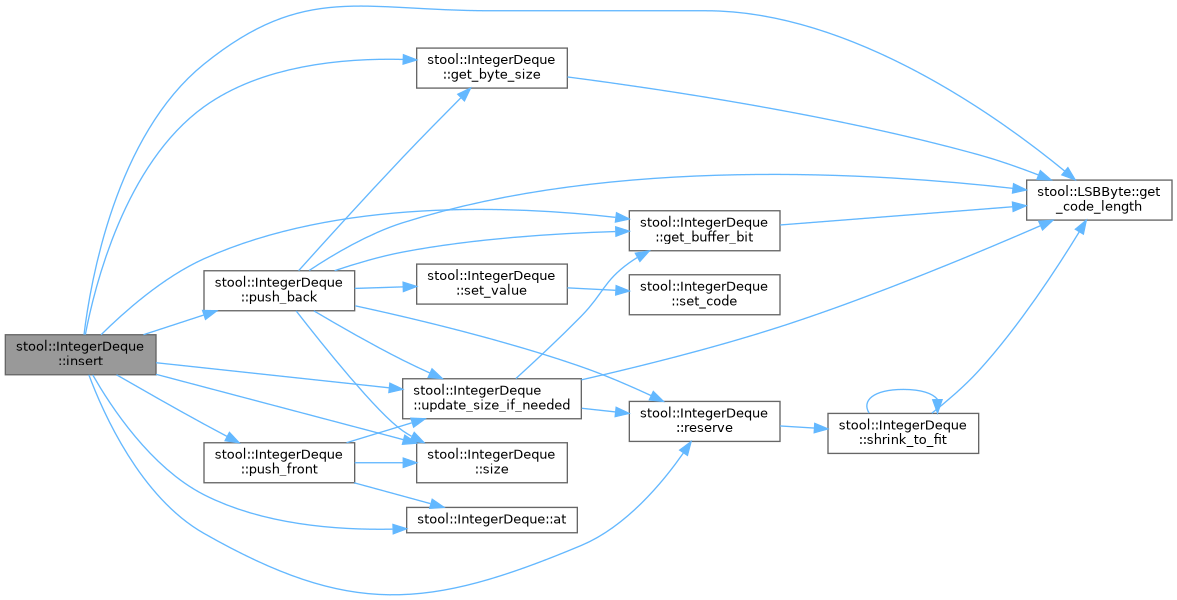 stool::IntegerDeque
::insert
stool::IntegerDeque
::push_back
stool::IntegerDeque
::push_front
stool::IntegerDeque
::get_byte_size
stool::IntegerDeque
::set_value
stool::IntegerDeque
::update_size_if_needed
stool::IntegerDeque
::size
stool::IntegerDeque::at
stool::IntegerDeque
::get_buffer_bit
stool::IntegerDeque
::set_code
stool::IntegerDeque
::reserve
stool::LSBByte::get
_code_length
stool::IntegerDeque
::shrink_to_fit